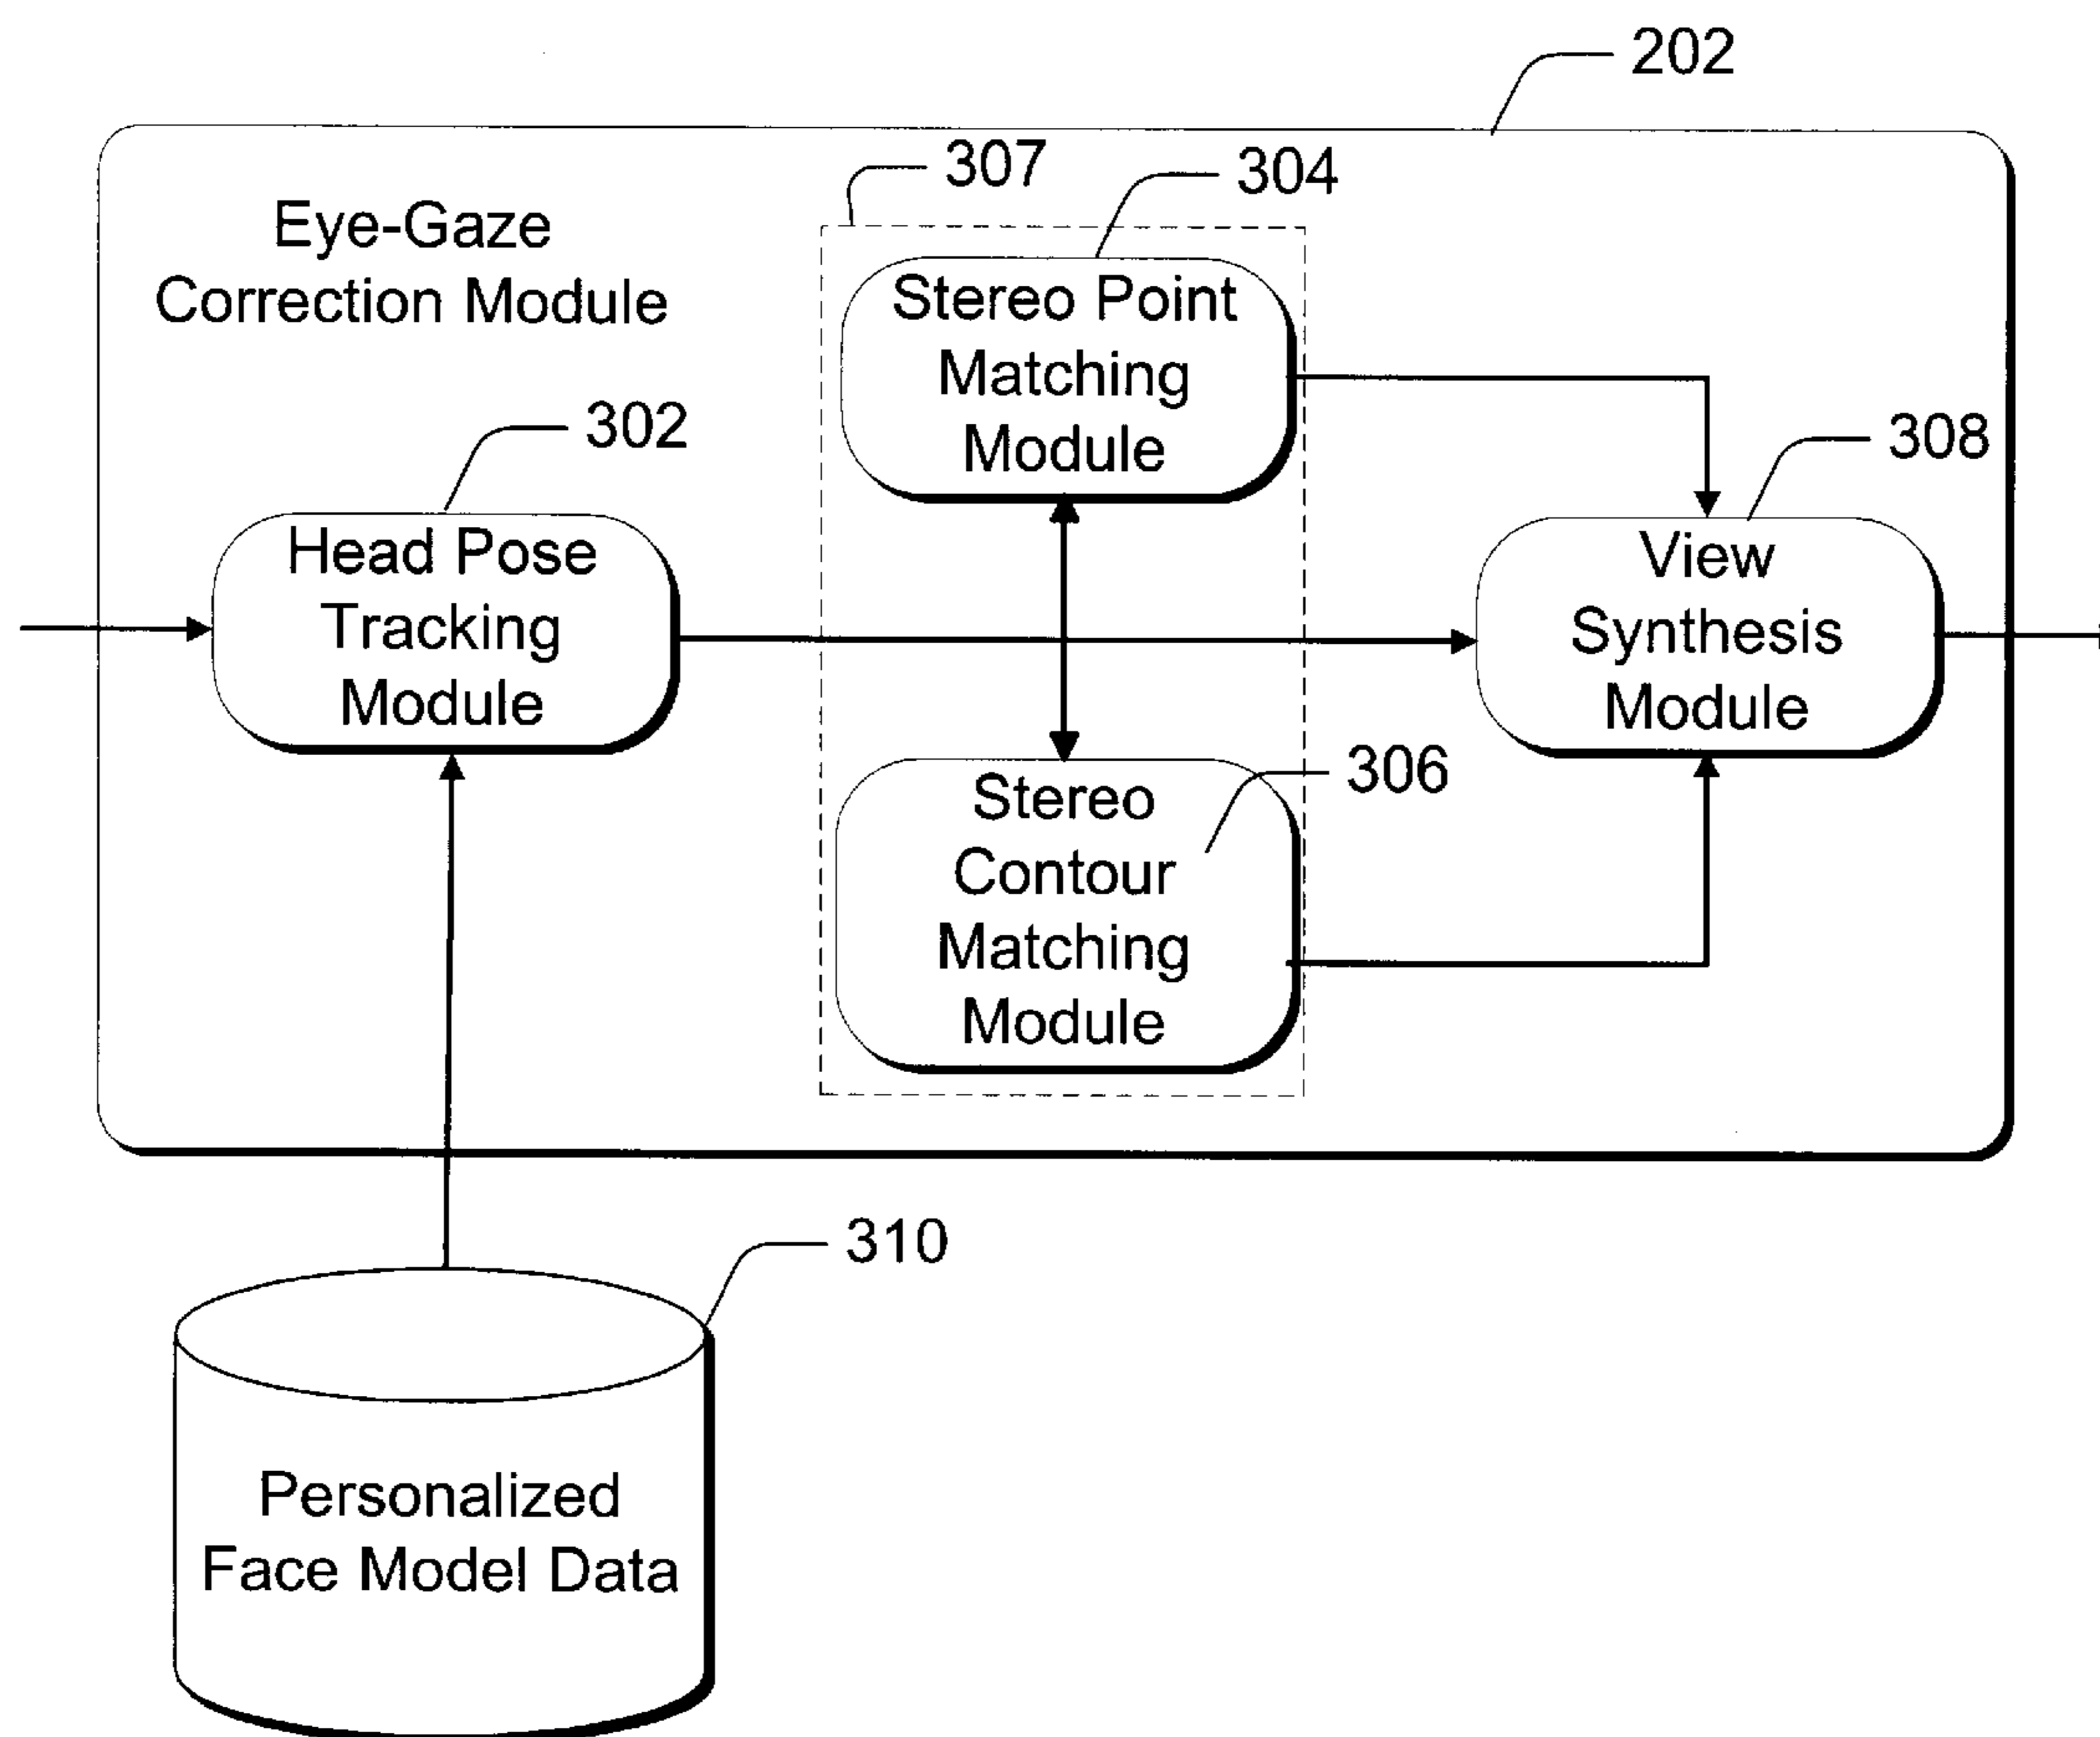 202
307
304
Eye-Gaze
Correction Module
Stereo Point
Matching
Module
302
308
Head Pose
Tracking
Module
View
Synthesis
Module
306
Stereo
Contour
Matching
Module
310
Personalized
Face Model Data